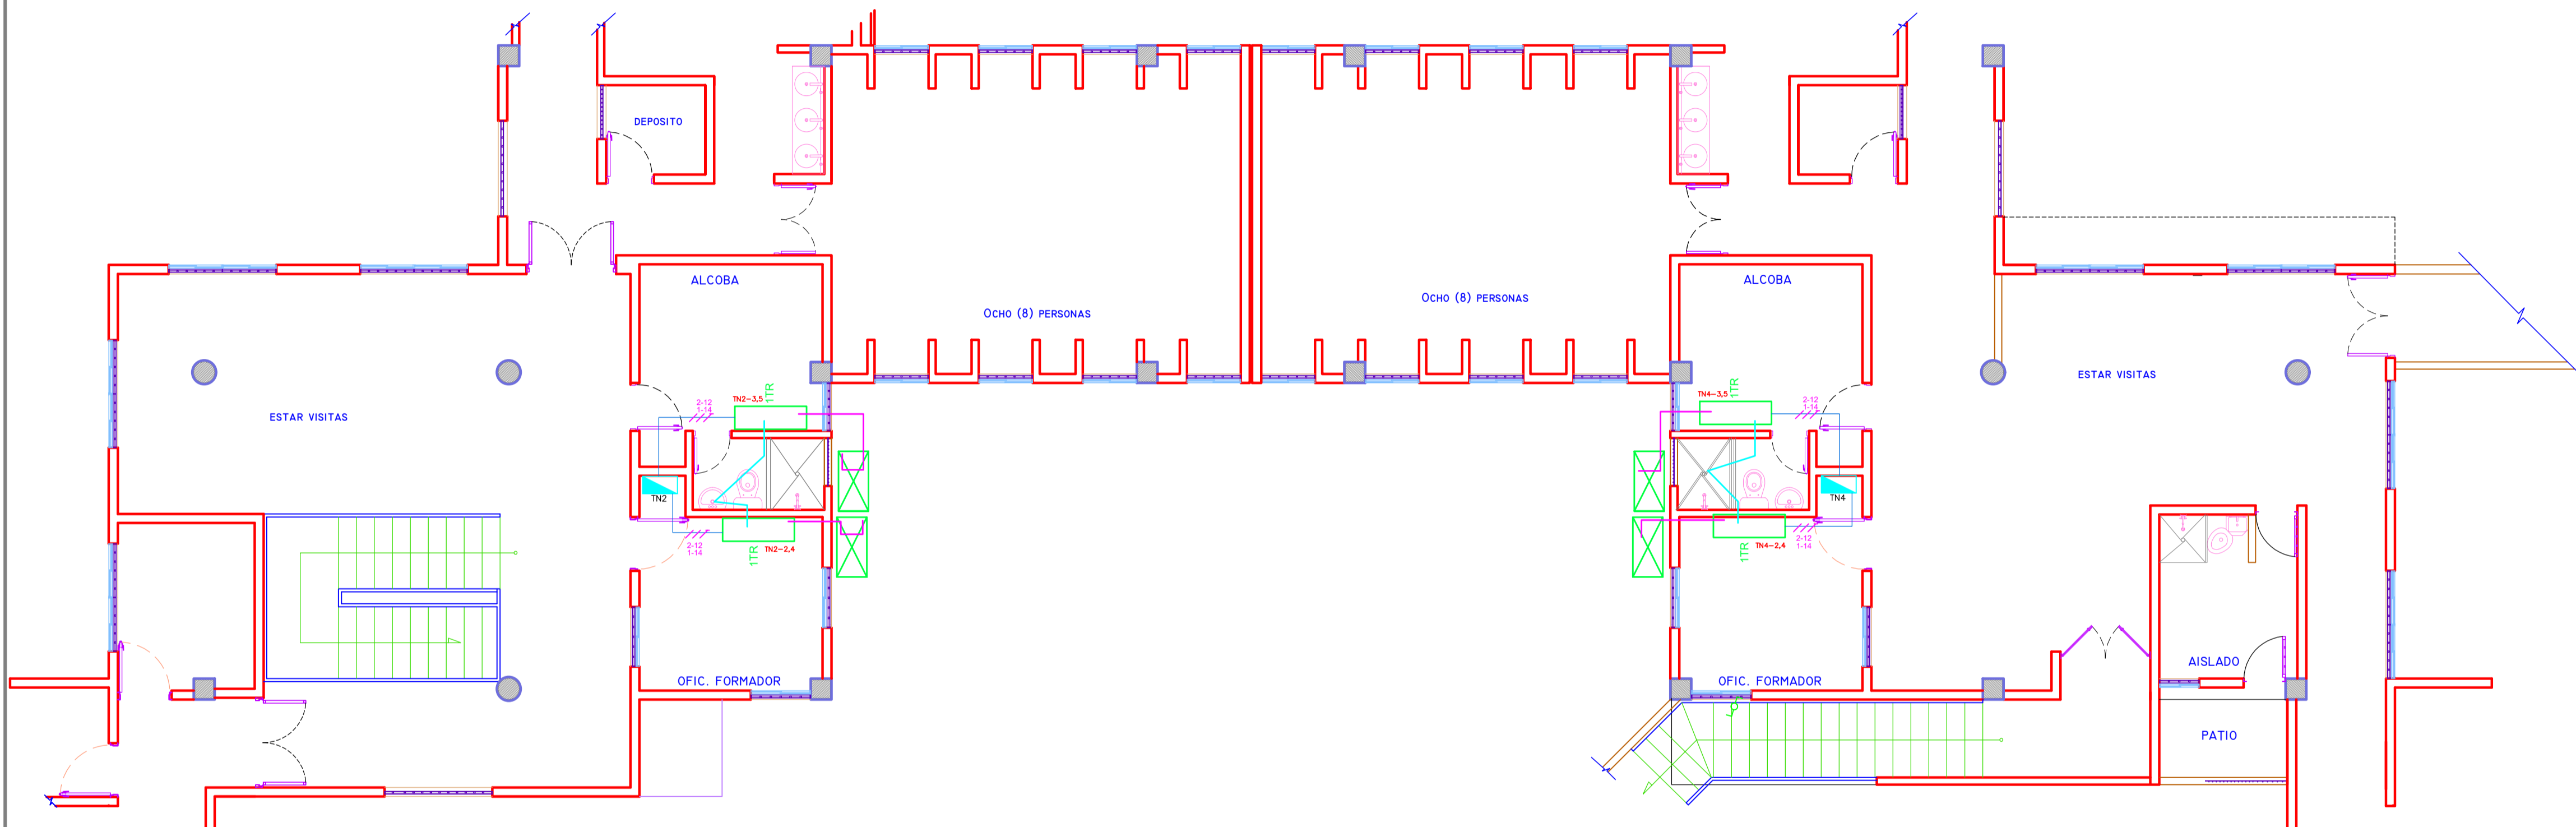 DEPOSITO
ALCOBA
OCHO (8) PERSONAS
OCHO (8) PERSONAS
ALCOBA
ESTAR VISITAS
ESTAR VISITAS
2-12
1-14
TN2-3,5
1TR
TN4-3,5
1TR
2-12
1-14
TN2
TN4
2-12
1-14
1TR
TN2-2,4
1TR
TN4-2,4
2-12
1-14
OFIC. FORMADOR
OFIC. FORMADOR
AISLADO
PATIO